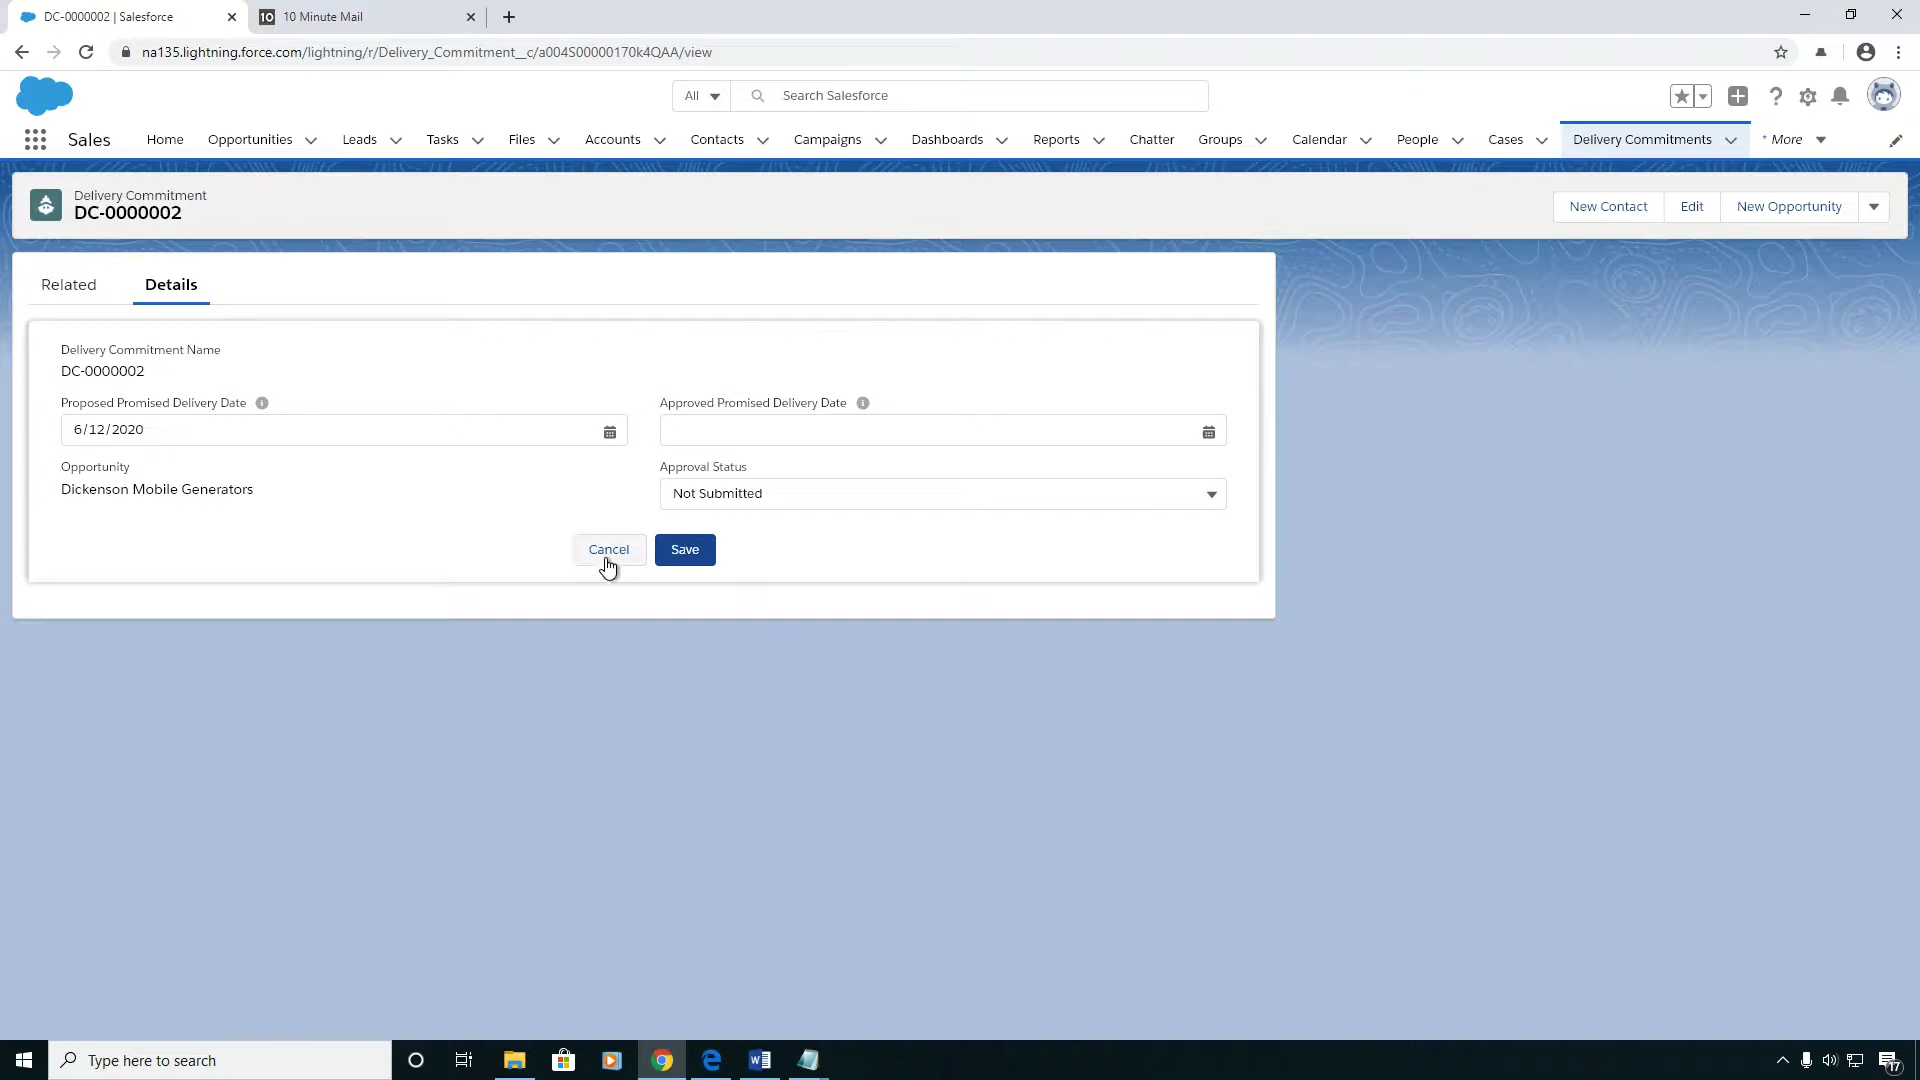 DC-0000002 | Salesforce
10 10 Minute Mail
na135.lightning.force.com/lightning/r/Delivery_Commitment__c/a004S00000170k4QAA/view
All
Search Salesforce
Sales Home Opportunities Leads Tasks Files Accounts Contacts Campaigns Dashboards Reports Chatter Groups Calendar People Cases Delivery Commitments * More
Delivery Commitment
DC-0000002
New Contact Edit New Opportunity
Related Details
Delivery Commitment Name
DC-0000002
Proposed Promised Delivery Date Approved Promised Delivery Date
6/12/2020
Opportunity Approval Status
Dickenson Mobile Generators Not Submitted
Cancel Save
Type here to search
17